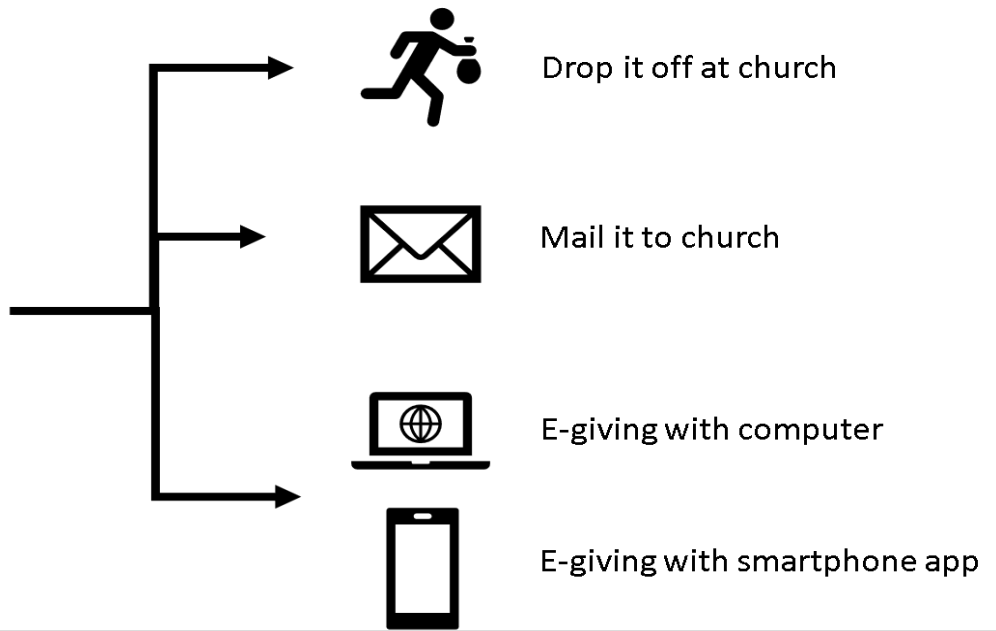 Drop it off at church
Mail it to church
E-giving with computer
E-giving with smartphone app